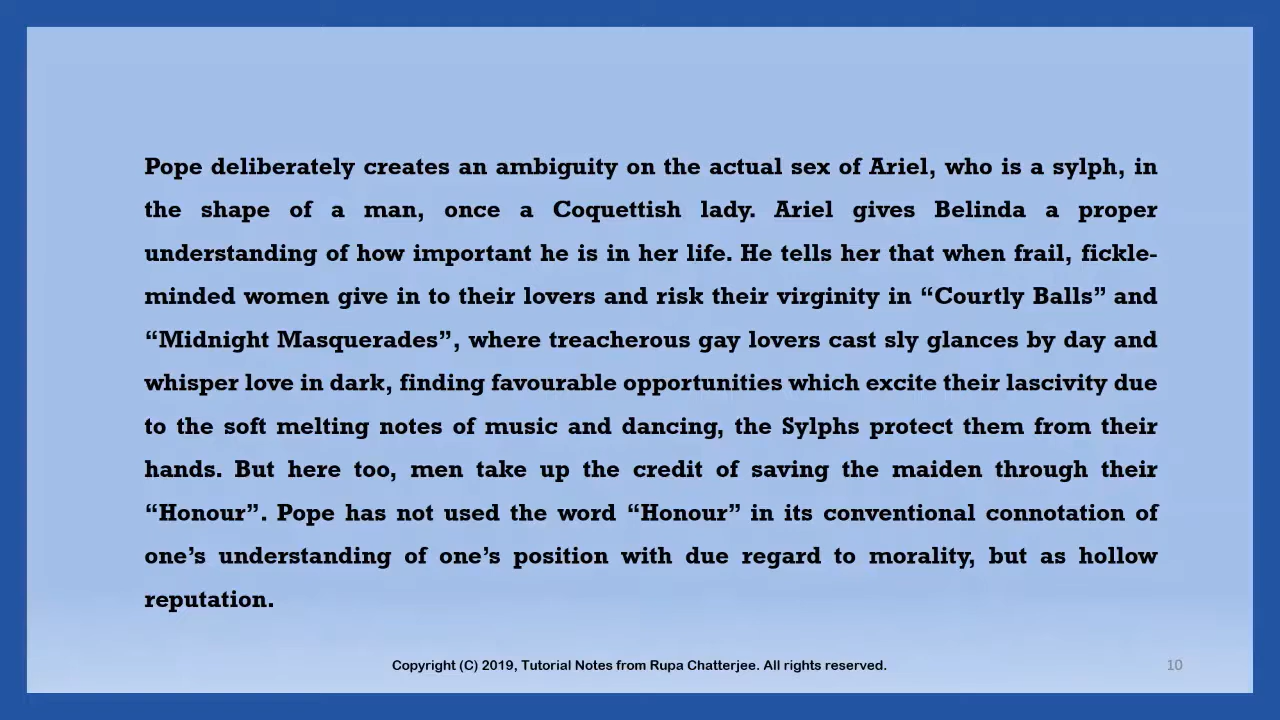 Pope deliberately creates an ambiguity on the actual sex of Ariel, who is a sylph, in
the shape of a man, once a Coquettish lady. Ariel gives Belinda a proper
understanding of how important he is in her life. He tells her that when frail, fickle-
minded women give in to their lovers and risk their virginity in “Courtly Balls” and
“Midnight Masquerades”, where treacherous gay lovers cast sly glances by day and
whisper love in dark, finding favourable opportunities which excite their lascivity due
to the soft melting notes of music and dancing, the Sylphs protect them from their
hands. But here too, men take up the credit of saving the maiden through their
“Honour”. Pope has not used the word “Honour” in its conventional connotation of
one’s understanding of one’s position with due regard to morality, but as hollow
reputation.
Copyright (C) 2019, Tutorial Notes from Rupa Chatterjee. All rights reserved.
10